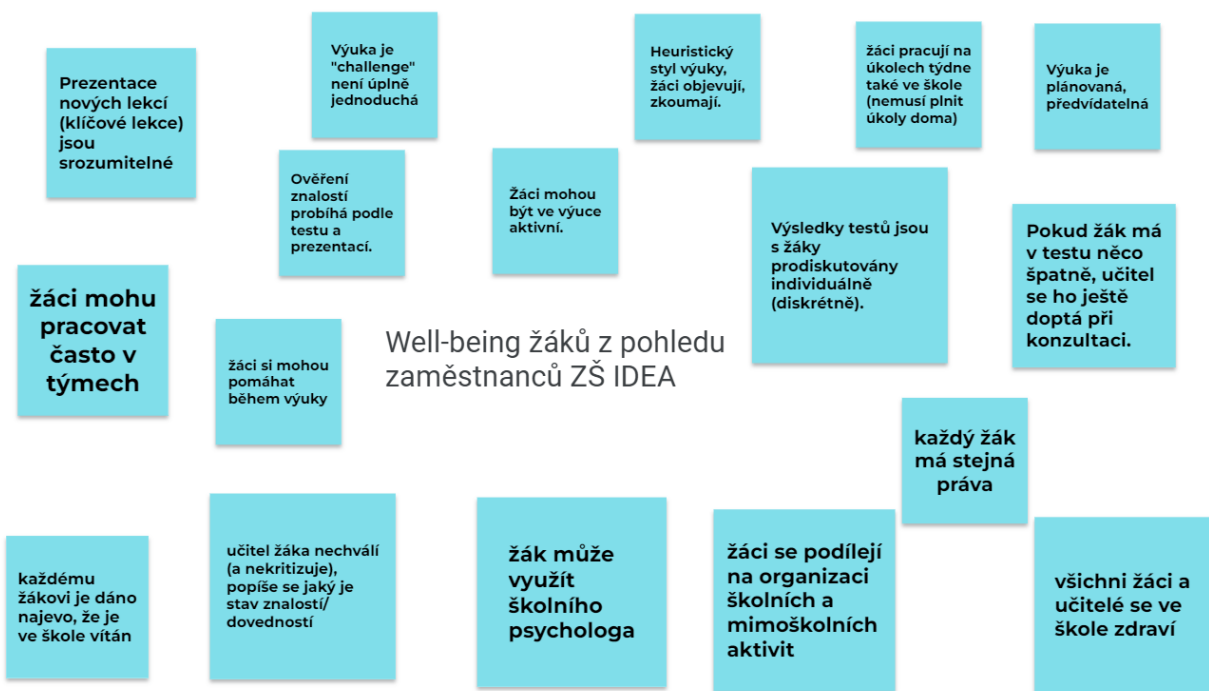 Prezentace
nových lekcí
(klíčové lekce)
jsou
srozumitelné
Výuka je
"challenge"
není úplně
jednoduchá
Heuristický
styl výuky,
žáci objevují,
zkoumají.
žáci pracují na
úkolech týdne
také ve škole
(nemusí plnit
úkoly doma)
Výuka je
plánovaná,
předvídatelná
Ověření
znalostí
probíhá podle
testu a
prezentací.
Žáci mohou
být ve výuce
aktivní.
Výsledky testů jsou
s žáky
prodiskutovány
individuálně
(diskrétně).
Pokud žák má
v testu něco
špatně, učitel
se ho ještě
doptá při
konzultaci.
žáci mohu
pracovat
často v
týmech
žáci si mohou
pomáhat
během výuky
Well-being žáků z pohledu
zaměstnanců ZŠ IDEA
každý žák
má stejná
práva
každému
žákovi je dáno
najevo, že je
ve škole vítán
učitel žáka nechválí
(a nekritizuje),
popíše se jaký je
stav znalostí/
dovedností
žák může
využít
školního
psychologa
žáci se podílejí
na organizaci
školních a
mimoškolních
aktivit
všichni žáci a
učitelé se ve
škole zdraví